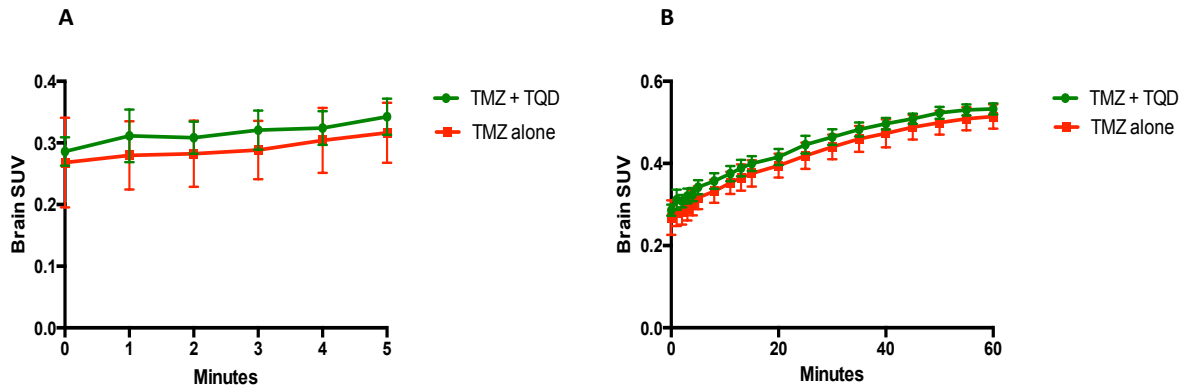 A
Brain SUV
0.4
0.3
0.2
0.1
0.0
0 1 2 3 4 5
Minutes
TMZ + TQD
TMZ alone
B
Brain SUV
0.6
0.4
0.2
0.0
0 20 40 60
Minutes
TMZ + TQD
TMZ alone